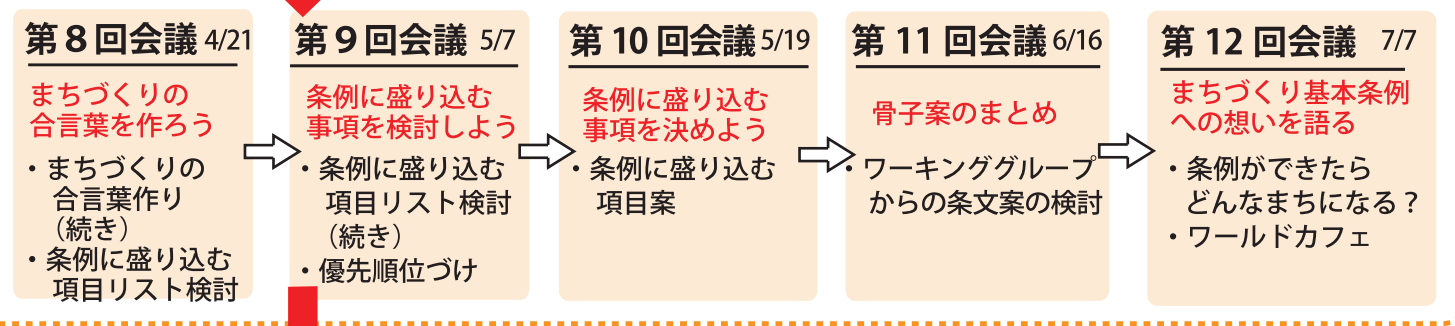 第8回会議 4/21
まちづくりの
合言葉を作ろう
・まちづくりの
合言葉作り
（続き）
・条例に盛り込む
項目リスト検討
第9回会議 5/7
条例に盛り込む
事項を検討しよう
・条例に盛り込む
項目リスト検討
（続き）
・優先順位づけ
第10回会議 5/19
条例に盛り込む
事項を決めよう
・条例に盛り込む
項目案
第11回会議 6/16
骨子案のまとめ
・ワーキンググループ
からの条文案の検討
第12回会議 7/7
まちづくり基本条例
への想いを語る
・条例ができたら
どんなまちになる？
・ワールドカフェ